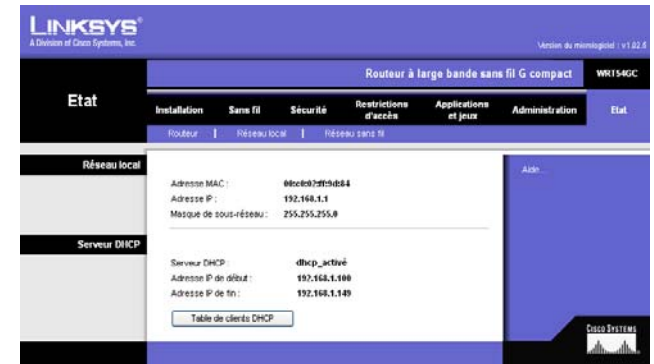 LINKSYS®
A Division of Cisco Systems, Inc.
Version du micrologiciel : v1.02.6
Routeur à large bande sans fil G compact
WRT54GC
Etat
Installation
Sans fil
Sécurité
Restrictions d'accès
Applications et jeux
Administration
Etat
Routeur | Réseau local | Réseau sans fil
Réseau local
Adresse MAC :
Adresse IP : 192.168.1.1
Masque de sous-réseau : 255.255.255.0
Aide...
Serveur DHCP
Serveur DHCP : dhcp_activé
Adresse IP de début : 192.168.1.100
Adresse IP de fin : 192.168.1.149
Table de clients DHCP
CISCO SYSTEMS